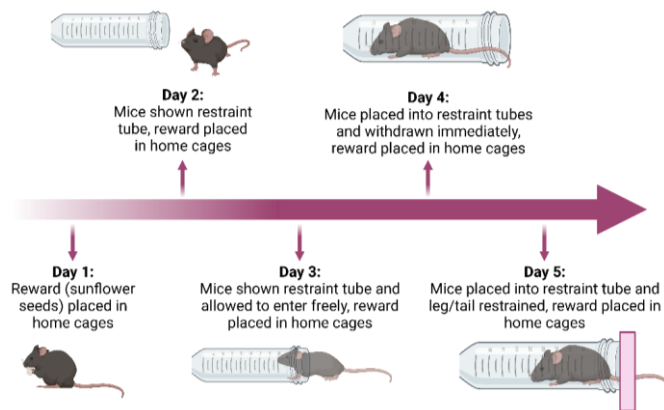 Day 2:
Mice shown restraint
tube, reward placed
in home cages
Day 4:
Mice placed into restraint tubes
and withdrawn immediately,
reward placed in home cages
Day 1:
Reward (sunflower
seeds) placed in
home cages
Day 3:
Mice shown restraint tube and
allowed to enter freely, reward
placed in home cages
Day 5:
Mice placed into restraint tube and
leg/tail restrained, reward placed in
home cages